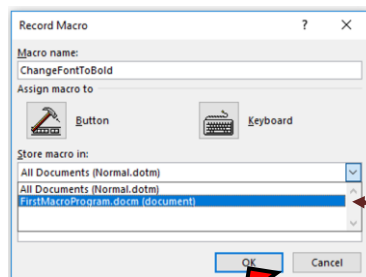 Record Macro ? ×
Macro name:
ChangeFontToBold
Assign macro to
Button Keyboard
Store macro in:
All Documents (Normal.dotm)
All Documents (Normal.dotm)
FirstMacroProgram.docm (document)
OK Cancel